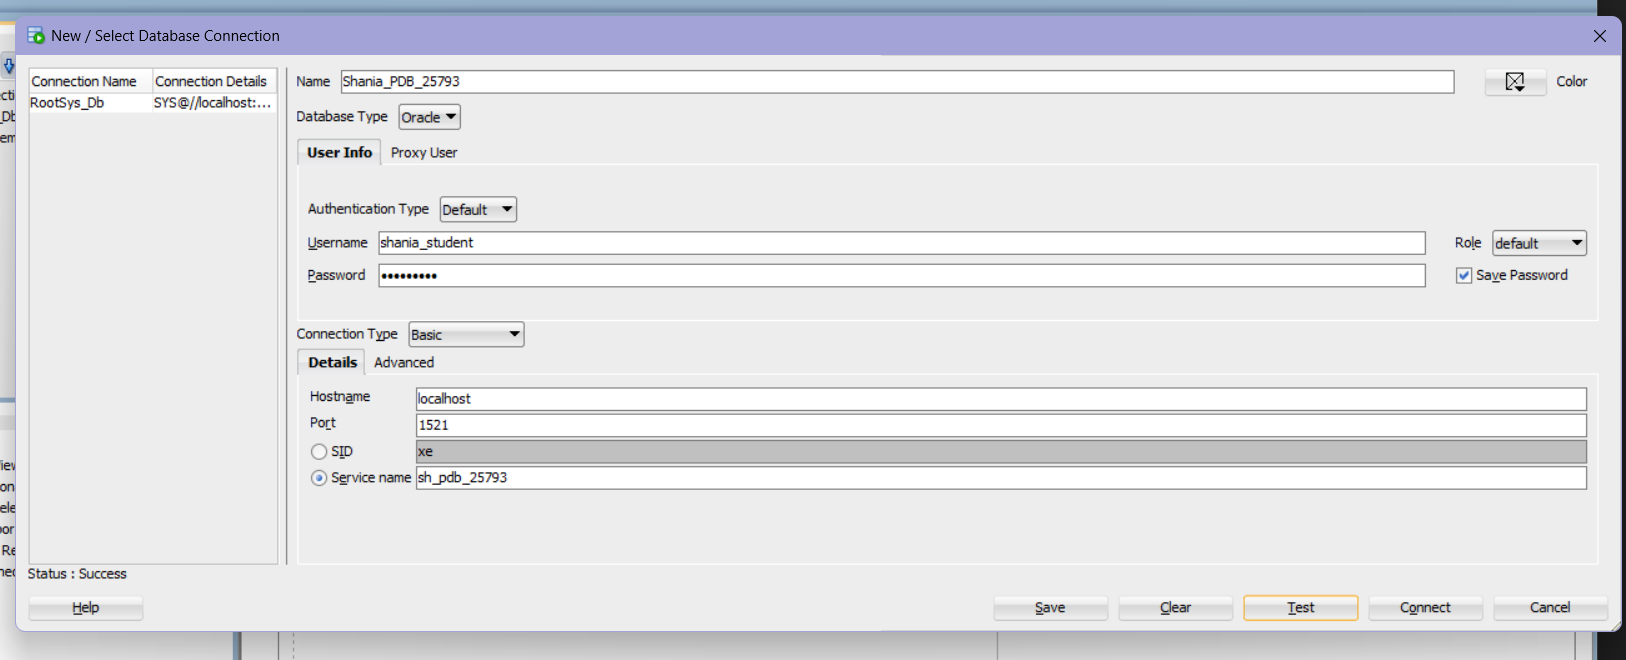 New / Select Database Connection
Connection Name Connection Details
RootSys_Db SYS@//localhost:...
Name Shania_PDB_25793
Color
Database Type Oracle
User Info Proxy User
Authentication Type Default
Username shania_student
Role default
Password •••••••••
Save Password
Connection Type Basic
Details Advanced
Hostname localhost
Port 1521
SID xe
Service name sh_pdb_25793
Status : Success
Help Save Clear Test Connect Cancel